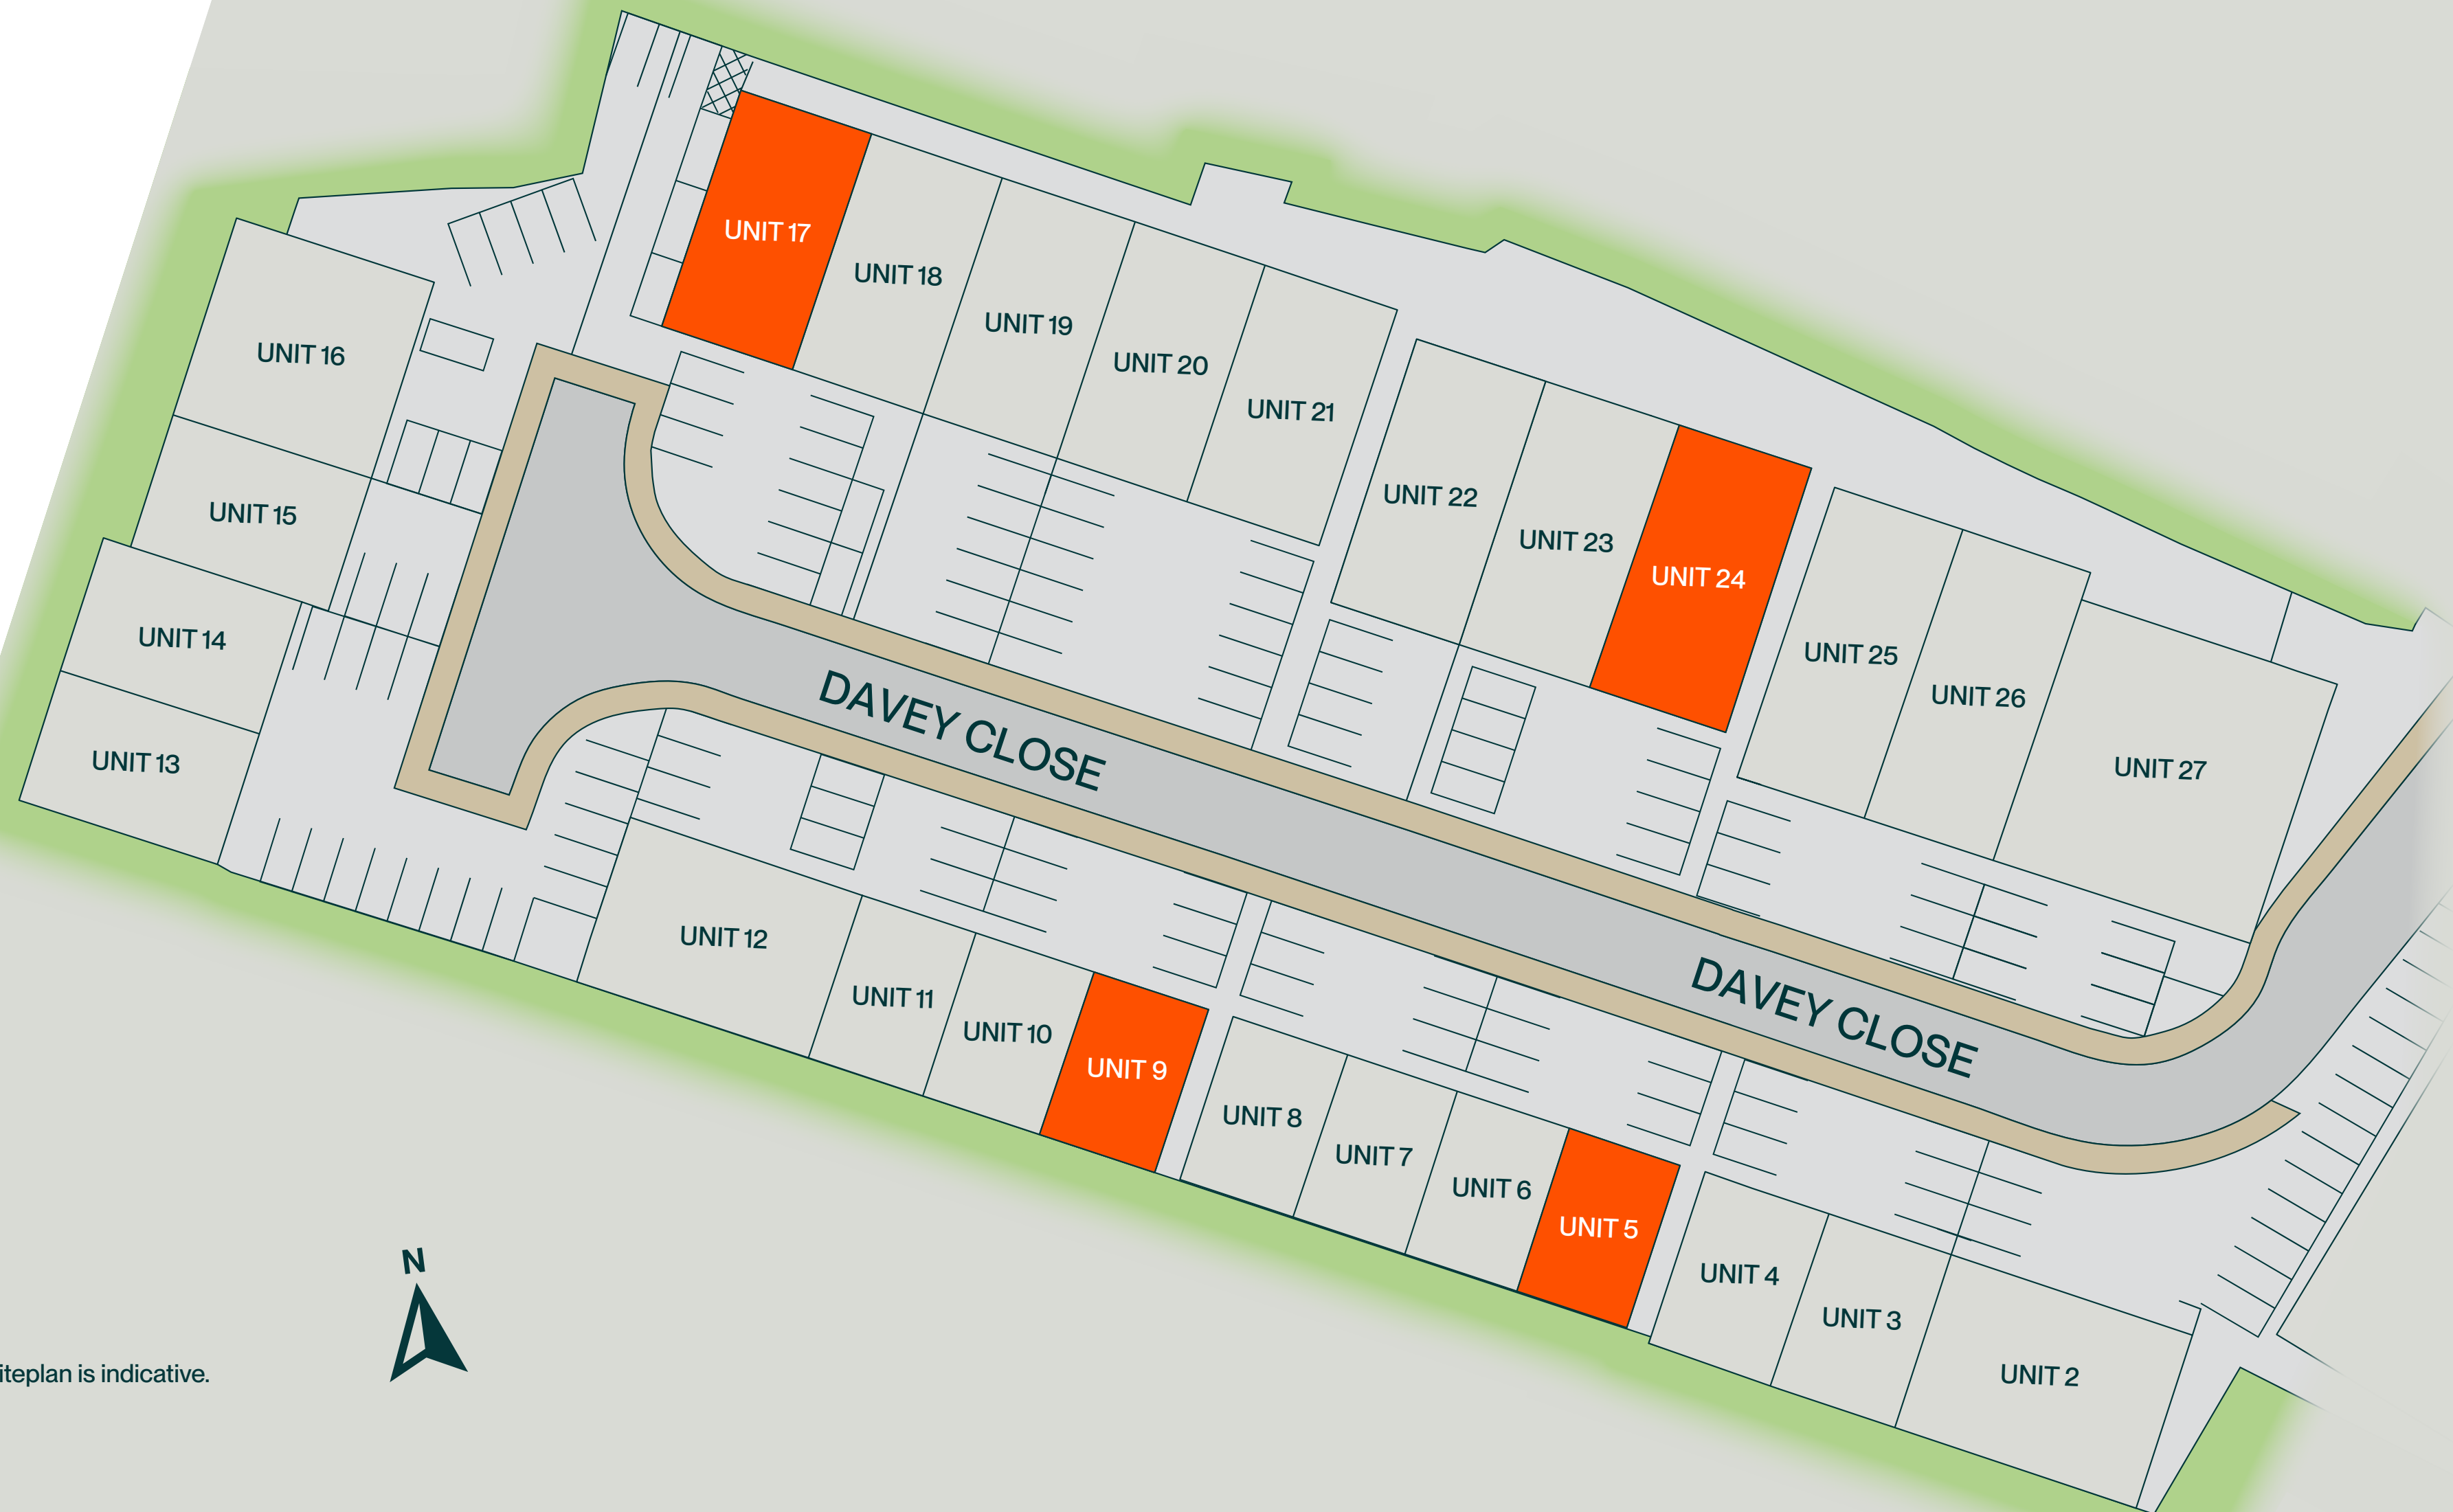 UNIT 17
UNIT 18
UNIT 19
UNIT 20
UNIT 21
UNIT 22
UNIT 23
UNIT 24
UNIT 25
UNIT 26
UNIT 27
UNIT 16
UNIT 15
UNIT 14
UNIT 13
DAVEY CLOSE
DAVEY CLOSE
UNIT 12
UNIT 11
UNIT 10
UNIT 9
UNIT 8
UNIT 7
UNIT 6
UNIT 5
UNIT 4
UNIT 3
UNIT 2
N
iteplan is indicative.